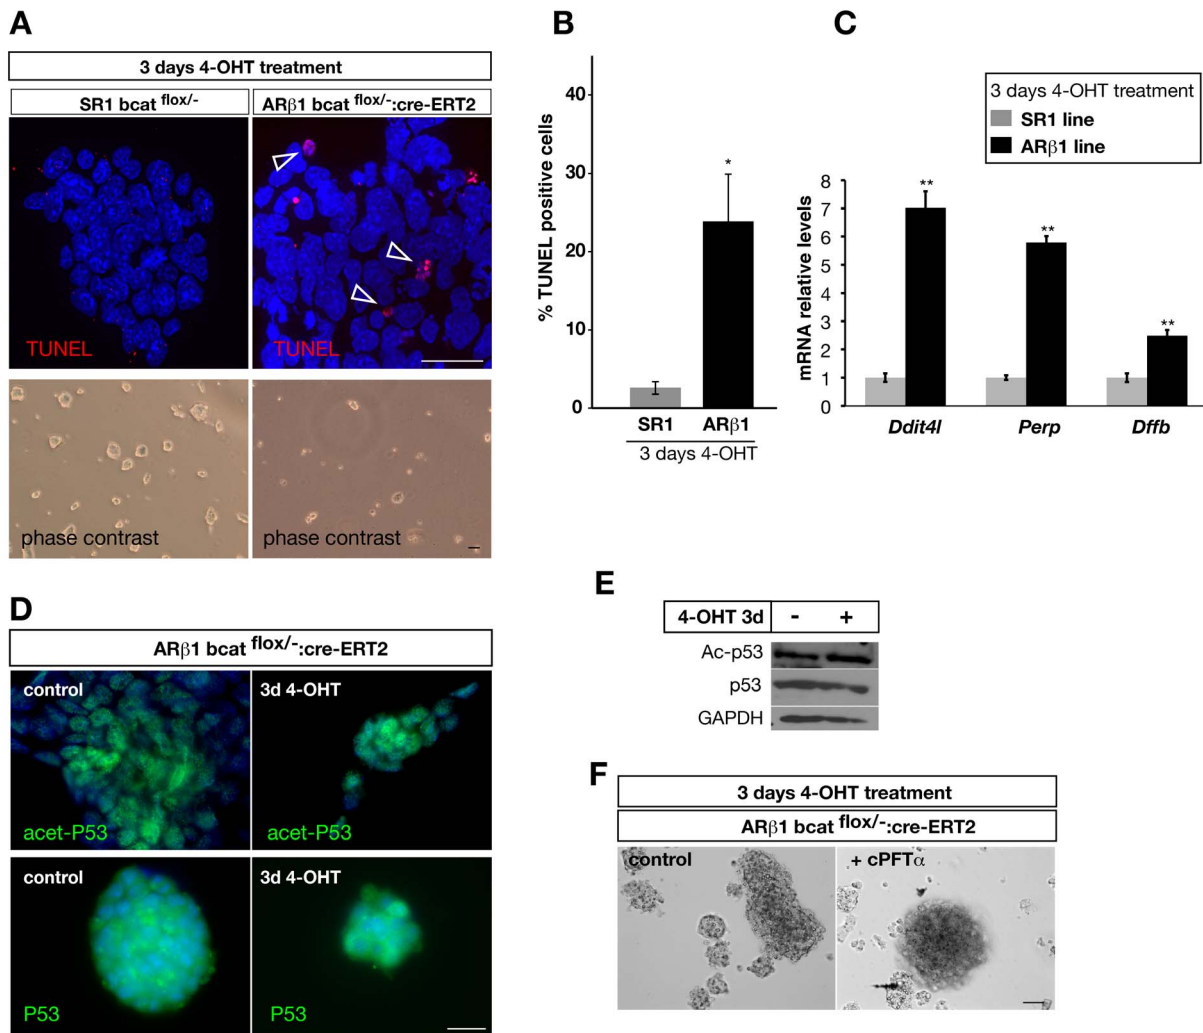 A
3 days 4-OHT treatment
SR1 bcat flox/-
ARβ1 bcat flox/-:cre-ERT2
TUNEL
TUNEL
phase contrast
phase contrast
B
% TUNEL positive cells
40
30
20
10
0
*
SR1
ARβ1
3 days 4-OHT
C
3 days 4-OHT treatment
SR1 line
ARβ1 line
mRNA relative levels
8
7
6
5
4
3
2
1
0
**
**
**
Ddit4l
Perp
Dffb
D
ARβ1 bcat flox/-:cre-ERT2
control
3d 4-OHT
acet-P53
acet-P53
control
3d 4-OHT
P53
P53
E
4-OHT 3d - +
Ac-p53
p53
GAPDH
F
3 days 4-OHT treatment
ARβ1 bcat flox/-:cre-ERT2
control
+ cPFTα